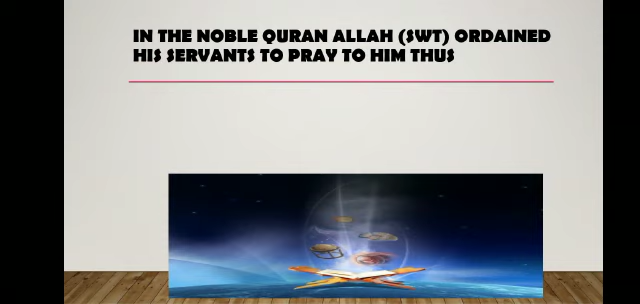 IN THE NOBLE QURAN ALLAH (SWT) ORDAINED
HIS SERVANTS TO PRAY TO HIM THUS